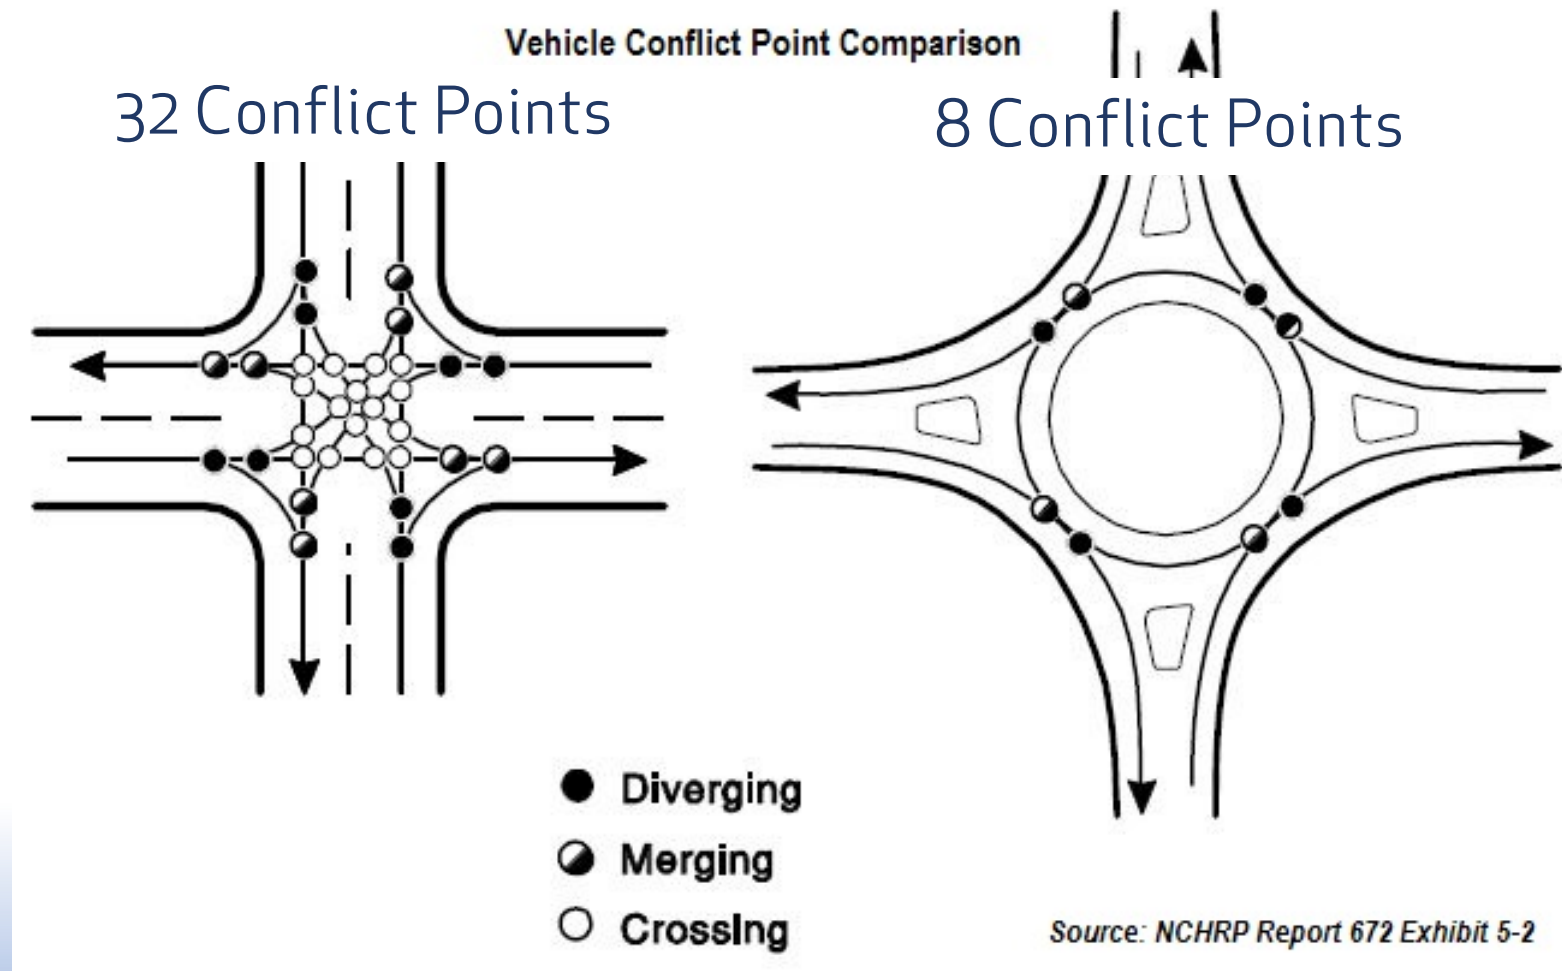 Vehicle Conflict Point Comparison
32 Conflict Points
8 Conflict Points
Diverging
Merging
Crossing
Source: NCHRP Report 672 Exhibit 5-2